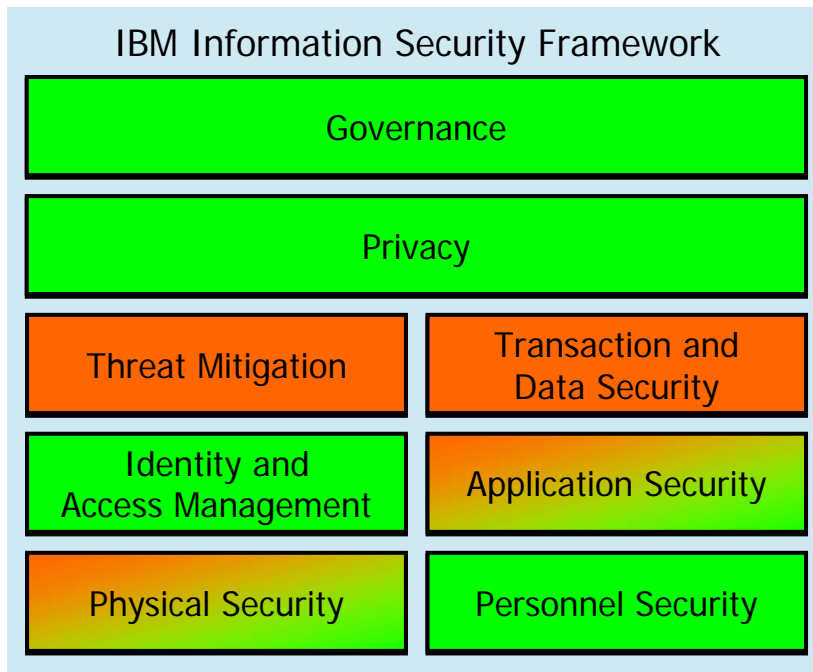 IBM Information Security Framework
Governance
Privacy
Threat Mitigation
Transaction and
Data Security
Identity and
Access Management
Application Security
Physical Security
Personnel Security